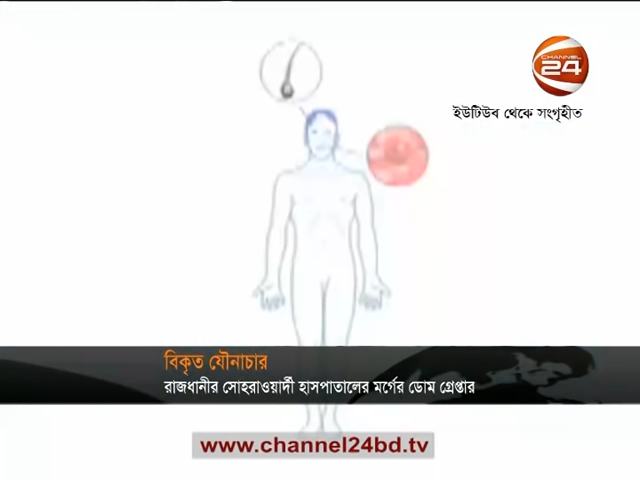 CHANNEL
24
ইউটিউব থেকে সংগৃহীত
বিকৃত যৌনাচার
রাজধানীর সোহরাওয়ার্দী হাসপাতালের মর্গের ডোম গ্রেপ্তার
www.channel24bd.tv